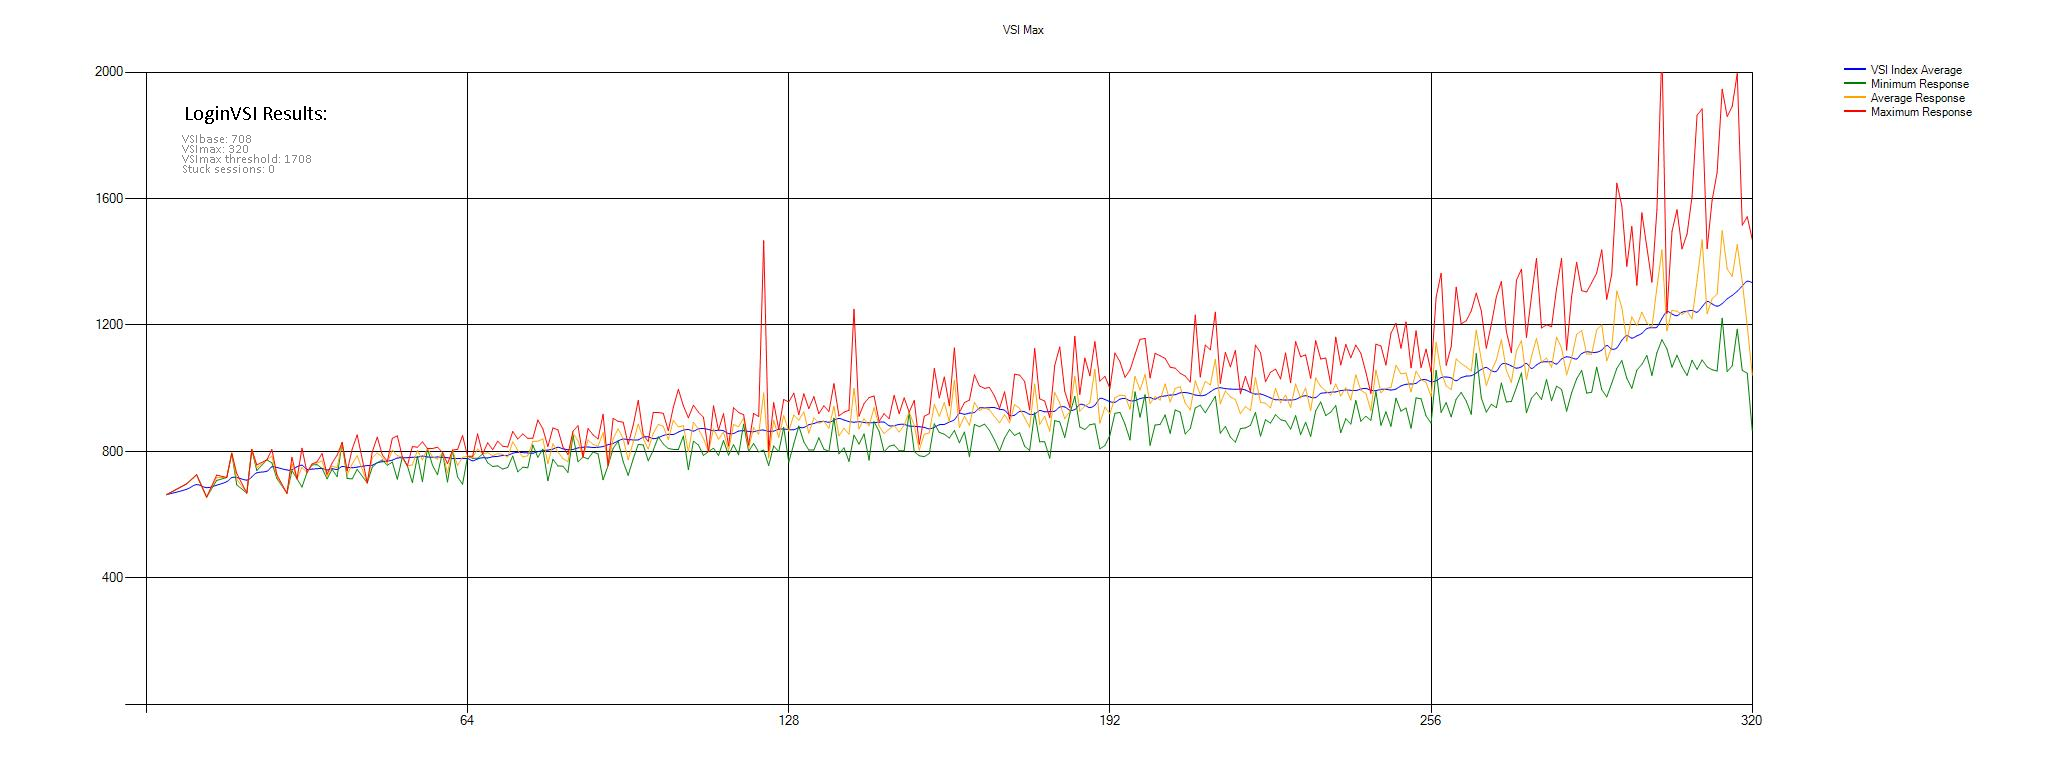 VSI Max
2000
1600
1200
800
400
64
128
192
256
320
LoginVSI Results:
VSIbase: 708
VSImax: 320
VSImax threshold: 1708
Stuck sessions: 0
VSI Index Average
Minimum Response
Average Response
Maximum Response